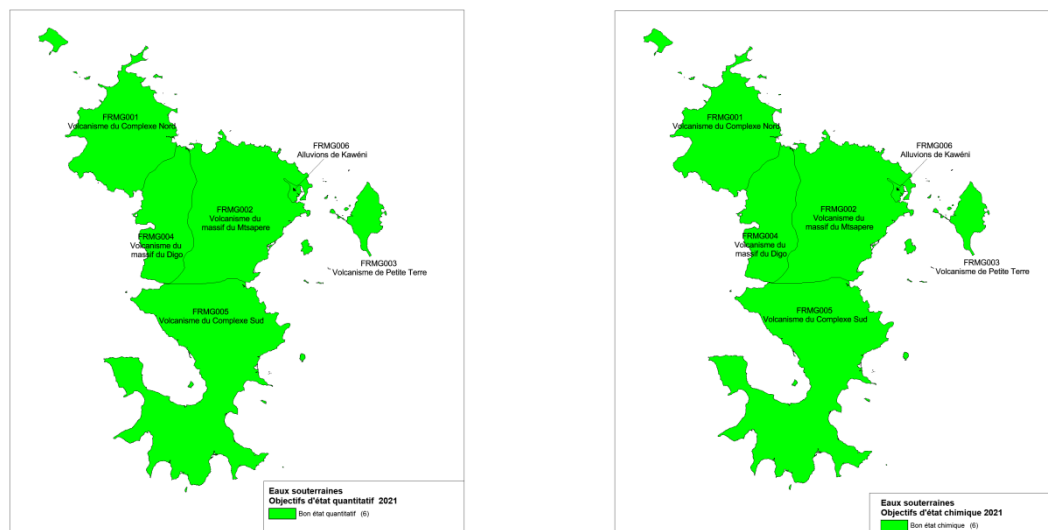 FRMG001
Volcanisme du Complexe Nord
FRMG006
Alluvions de Kawéni
FRMG002
Volcanisme du
massif du Mtsapere
FRMG004
Volcanisme du
massif du Digo
FRMG003
Volcanisme de Petite Terre
FRMG005
Volcanisme du Complexe Sud
Eaux souterraines
Objectifs d'état quantitatif 2021
Bon état quantitatif (6)
FRMG001
Volcanisme du Complexe Nord
FRMG006
Alluvions de Kawéni
FRMG002
Volcanisme du
massif du Mtsapere
FRMG004
Volcanisme du
massif du Digo
FRMG003
Volcanisme de Petite Terre
FRMG005
Volcanisme du Complexe Sud
Eaux souterraines
Objectifs d'état chimique 2021
Bon état chimique (6)